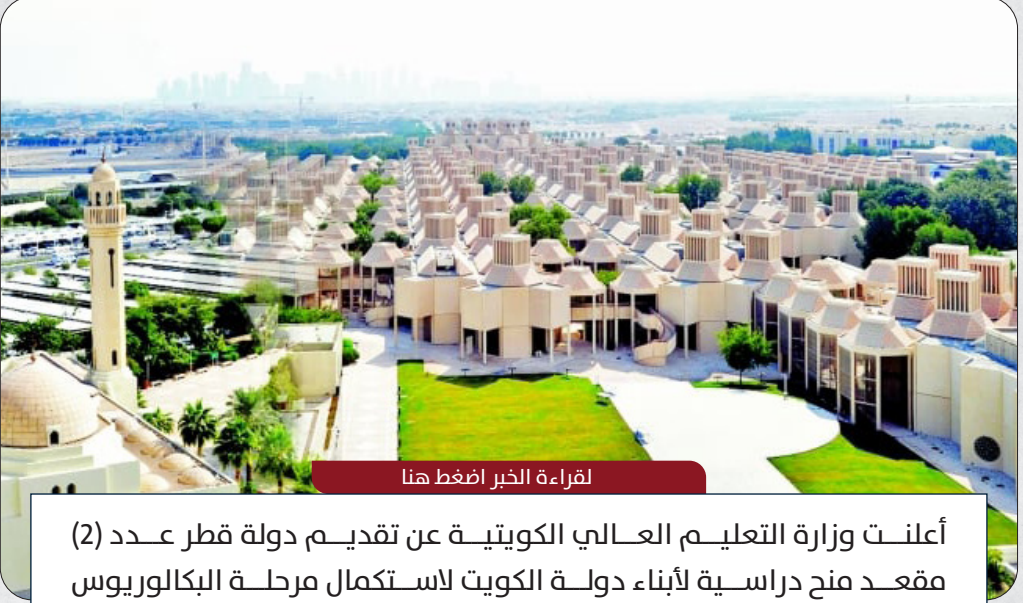 لقراءة الخبر اضغط هنا
أعلنت وزارة التعليم العالي الكويتية عن تقديم دولة قطر عدد (2)
مقعد منح دراسية لأبناء دولة الكويت لاستكمال مرحلة البكالوريوس